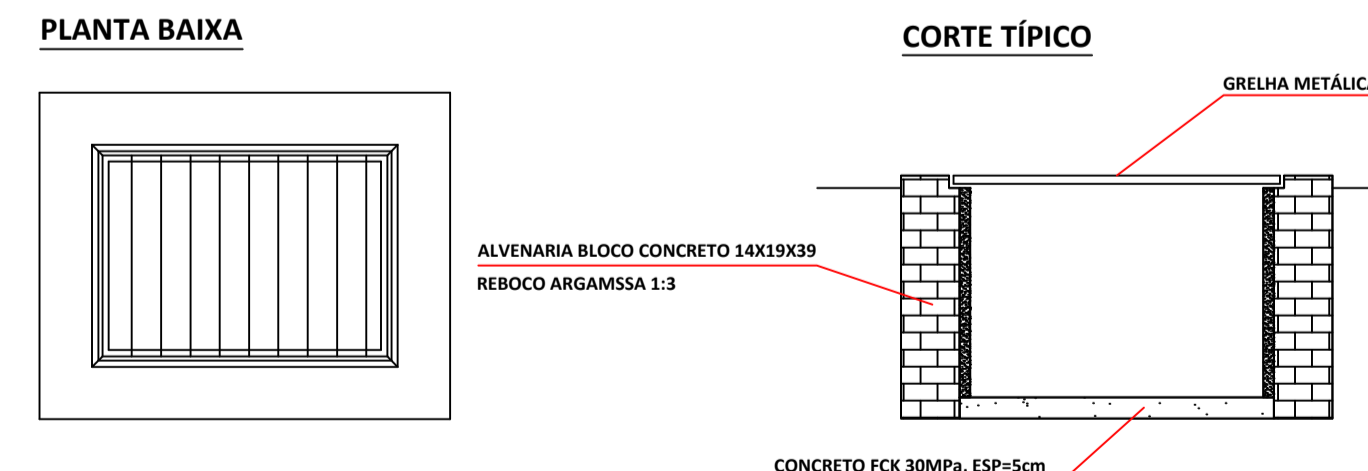 PLANTA BAIXA
CORTE TÍPICO
GRELHA METÁLICA
ALVENARIA BLOCO CONCRETO 14X19X39
REBOCO ARGAMSSA 1:3
CONCRETO FCK 30MPa, ESP=5cm